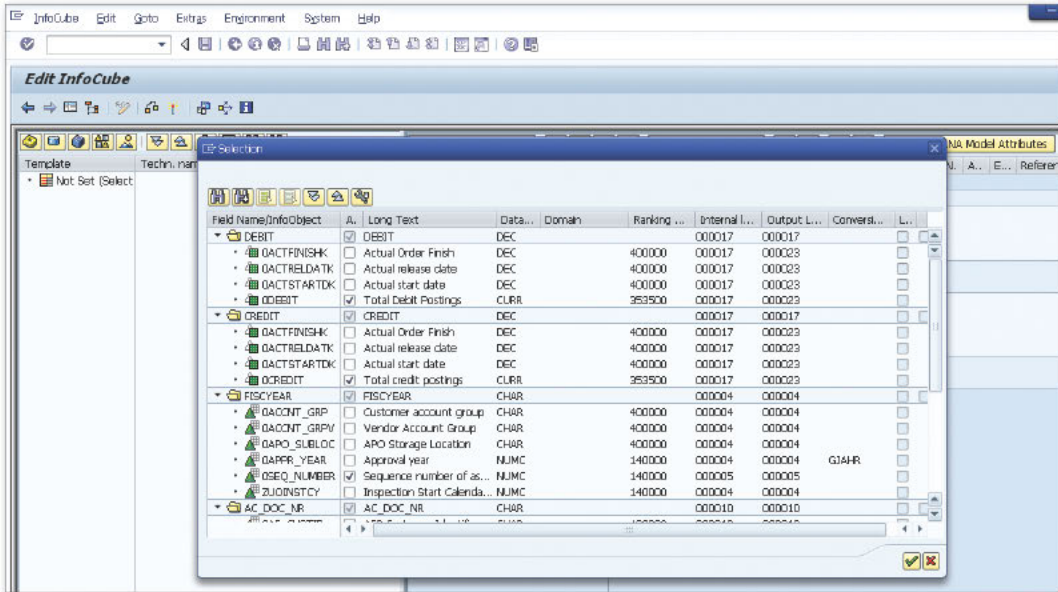 InfoCube Edit Goto Extras Environment System Help
Edit InfoCube
NA Model Attributes
Template Techn. nam
N. A.. E... Referen
Not Set (Select
Selection
Field Name/InfoObject A. Long Text Data... Domain Ranking ... Internal l... Output L... Conversi... L...
DEBIT DEBIT DEC 000017 000017
0ACTFINISHK Actual Order Finish DEC 400000 000017 000023
0ACTRELDATK Actual release date DEC 400000 000017 000023
0ACTSTARTDK Actual start date DEC 400000 000017 000023
0DEBIT Total Debit Postings CURR 353500 000017 000023
CREDIT CREDIT DEC 000017 000017
0ACTFINISHK Actual Order Finish DEC 400000 000017 000023
0ACTRELDATK Actual release date DEC 400000 000017 000023
0ACTSTARTDK Actual start date DEC 400000 000017 000023
0CREDIT Total credit postings CURR 353500 000017 000023
FISCYEAR FISCYEAR CHAR 000004 000004
0ACCNT_GRP Customer account group CHAR 400000 000004 000004
0ACCNT_GRPV Vendor Account Group CHAR 400000 000004 000004
0APO_SUBLOC APO Storage Location CHAR 400000 000004 000004
0APPR_YEAR Approval year NUMC 140000 000004 000004 GJAHR
0SEQ_NUMBER Sequence number of as... NUMC 140000 000005 000005
ZUOINSTCY Inspection Start Calenda... NUMC 140000 000004 000004
AC_DOC_NR AC_DOC_NR CHAR 000010 000010